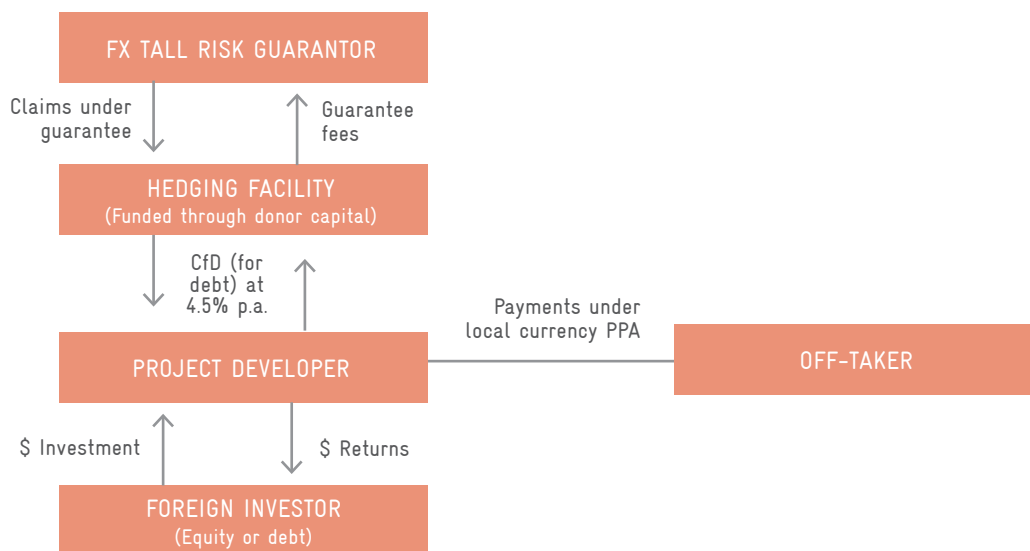 FX TALL RISK GUARANTOR
Claims under
guarantee
Guarantee
fees
HEDGING FACILITY
(Funded through donor capital)
CfD (for
debt) at
4.5% p.a.
Payments under
local currency PPA
PROJECT DEVELOPER
OFF-TAKER
$ Investment
$ Returns
FOREIGN INVESTOR
(Equity or debt)